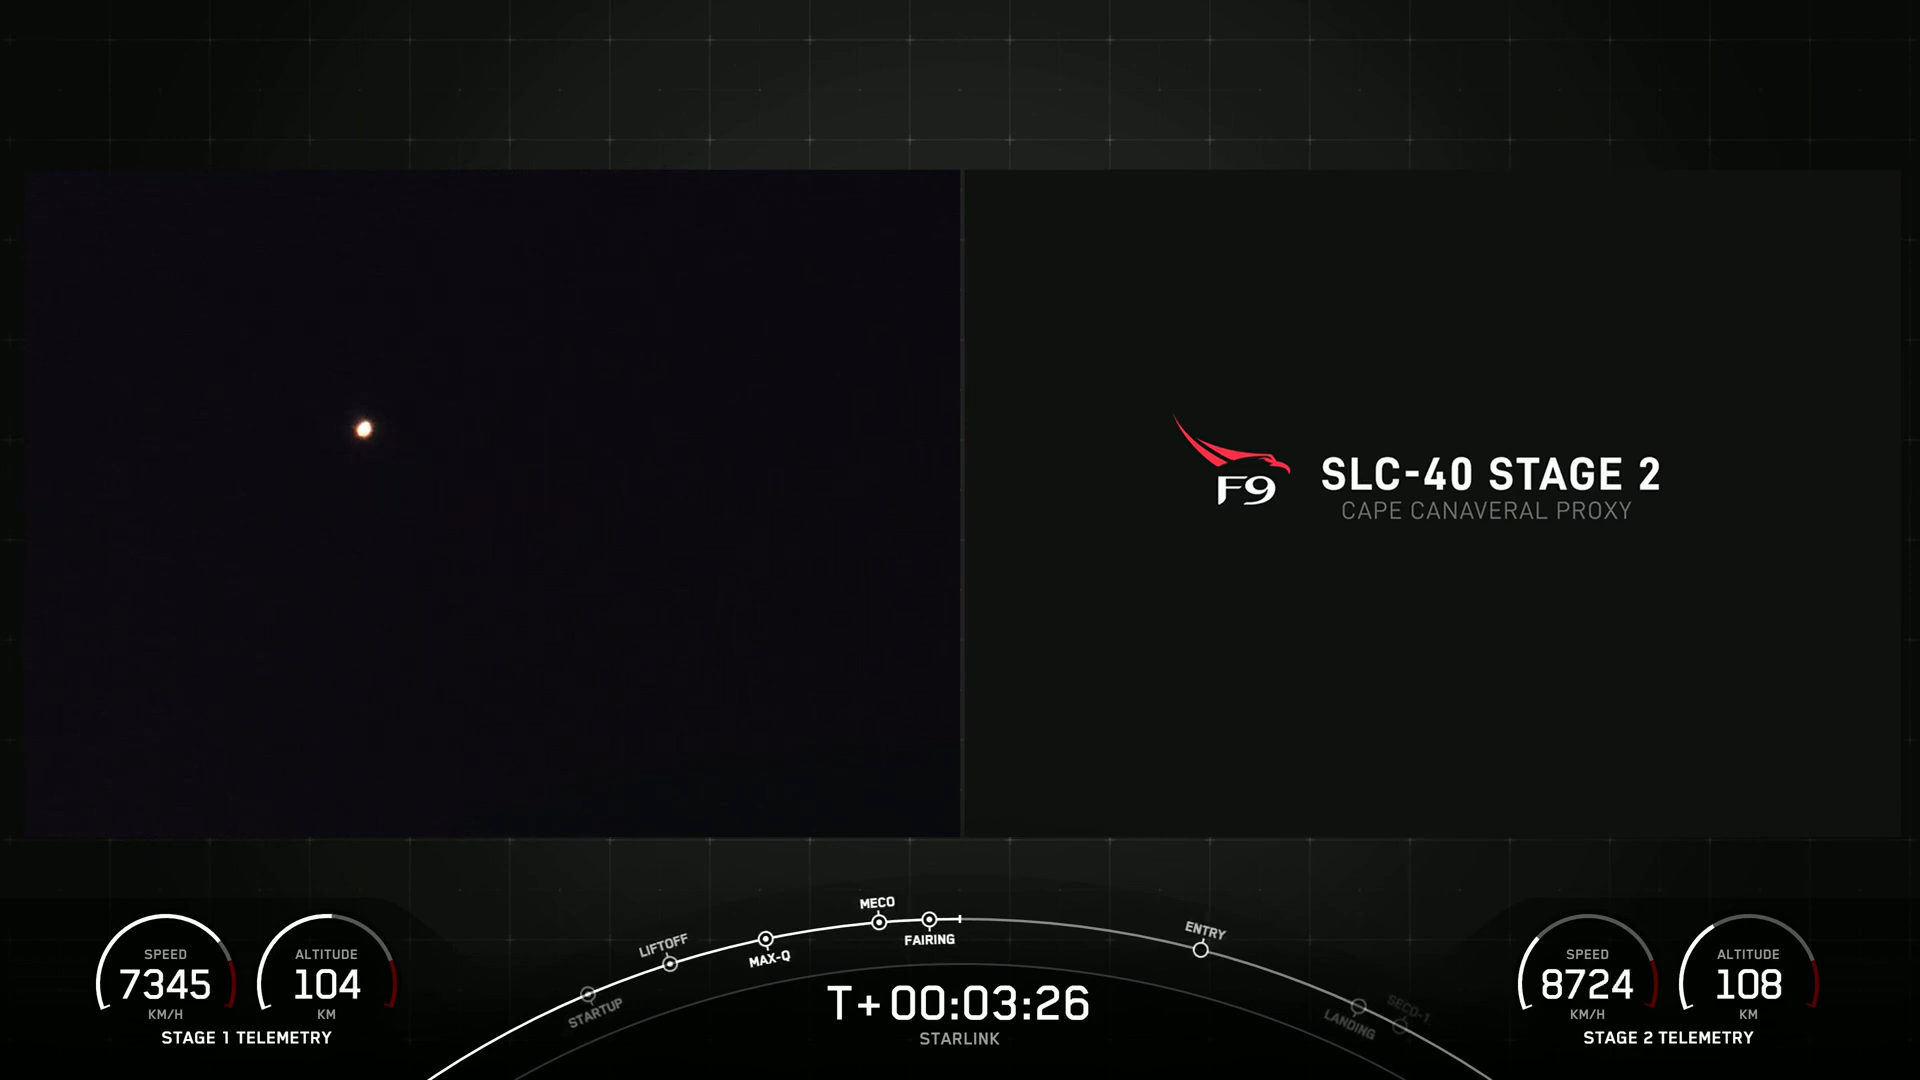 F9
SLC-40 STAGE 2
CAPE CANAVERAL PROXY
SPEED
7345
KM/H
ALTITUDE
104
KM
STAGE 1 TELEMETRY
STARTUP
LIFTOFF
MAX-Q
MECO
FAIRING
ENTRY
LANDING
SECO-1
T+00:03:26
STARLINK
SPEED
8724
KM/H
ALTITUDE
108
KM
STAGE 2 TELEMETRY